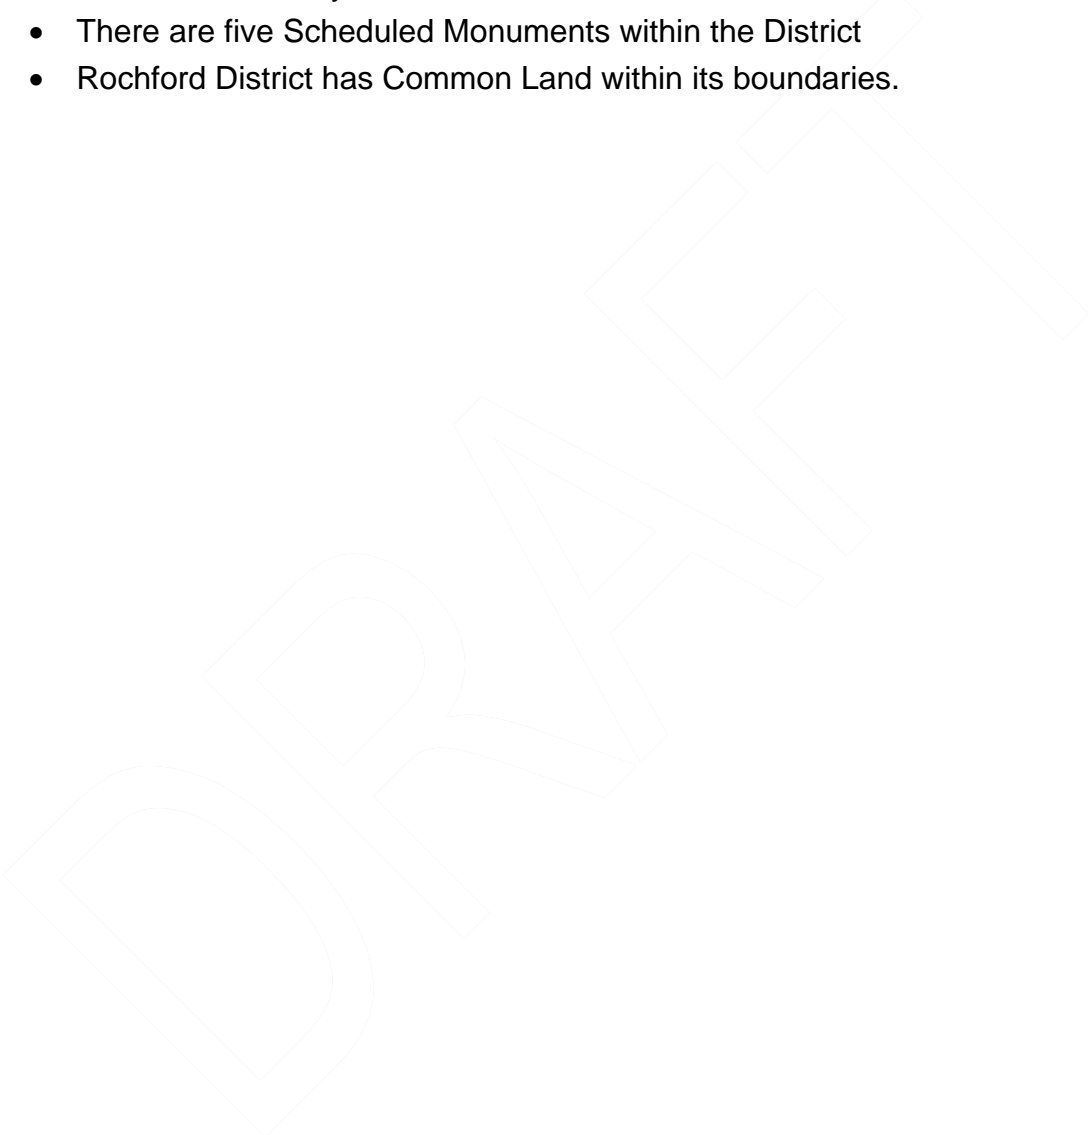 • There are five Scheduled Monuments within the District
• Rochford District has Common Land within its boundaries.
DRAFT